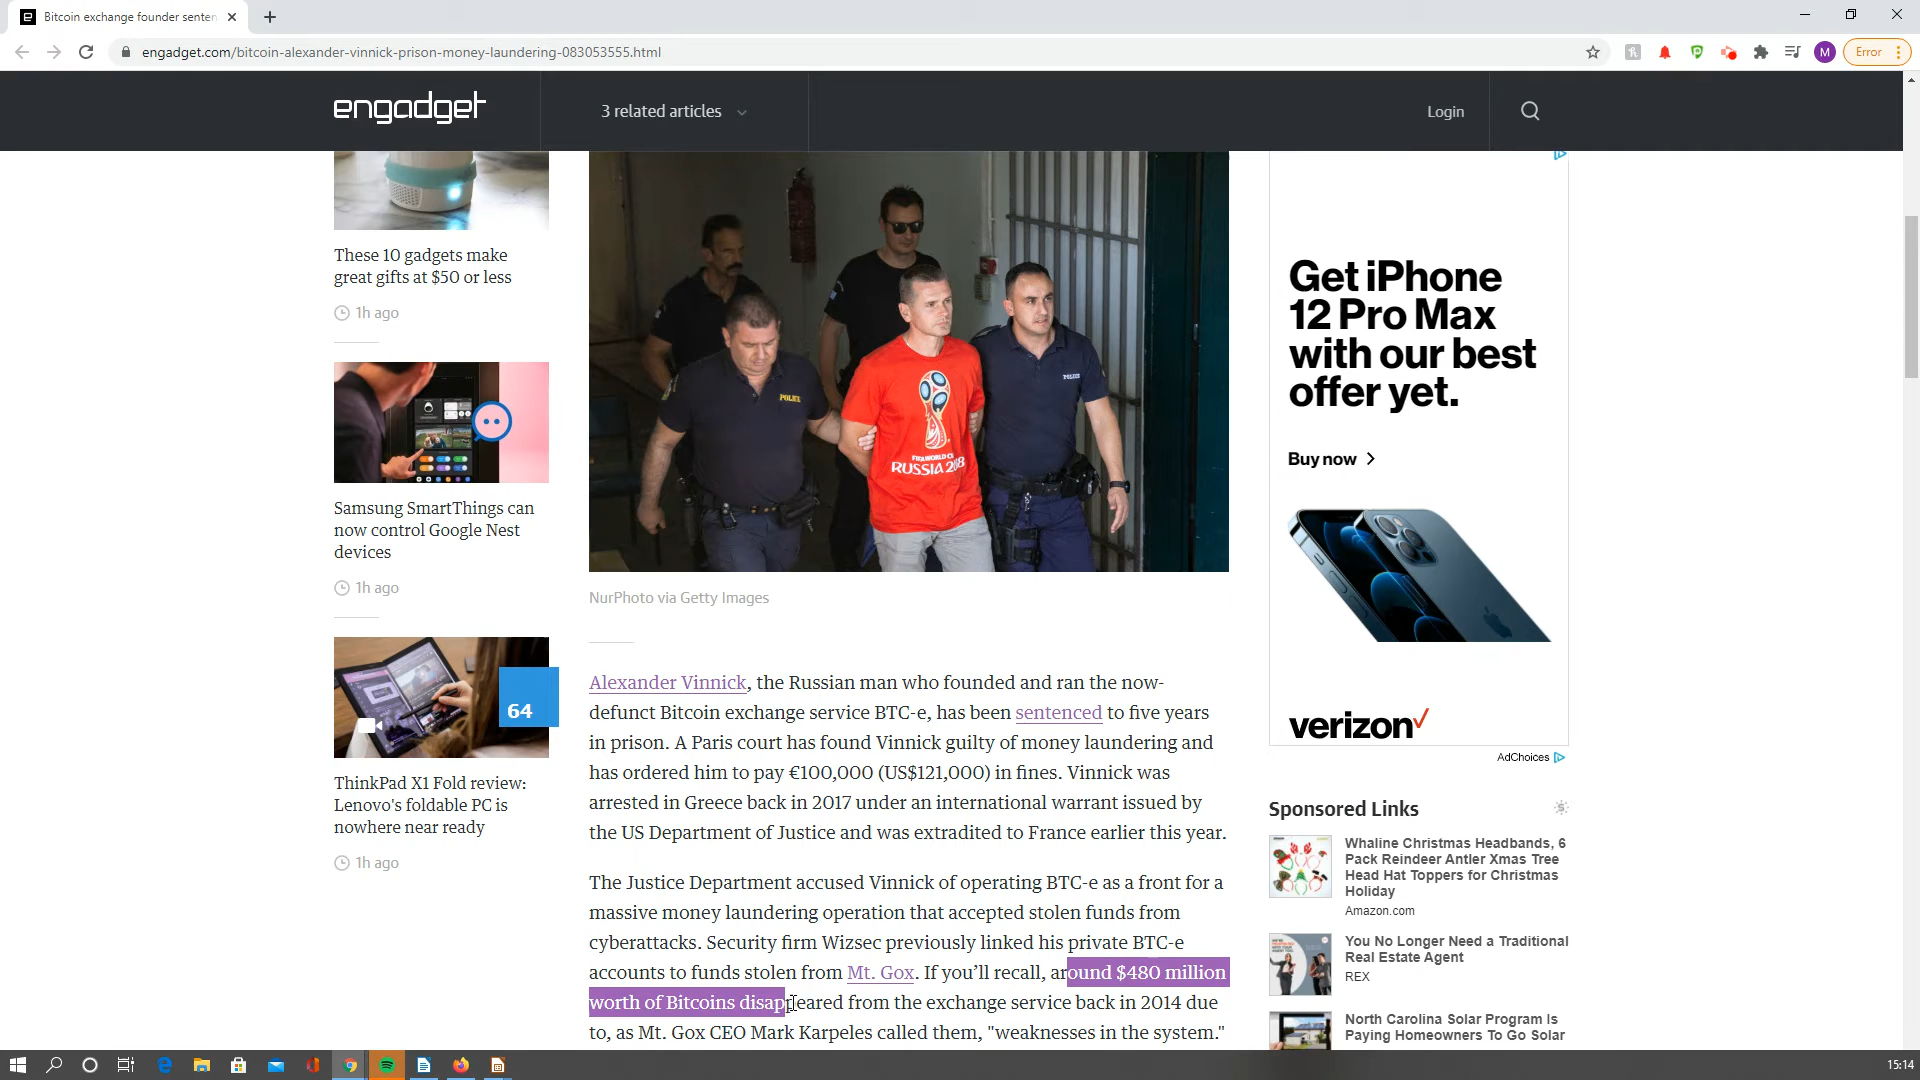 Bitcoin exchange founder senten
engadget.com/bitcoin-alexander-vinnick-prison-money-laundering-083053555.html
M
Error
engadget
3 related articles
Login
These 10 gadgets make
great gifts at $50 or less
1h ago
Samsung SmartThings can
now control Google Nest
devices
1h ago
64
ThinkPad X1 Fold review:
Lenovo's foldable PC is
nowhere near ready
1h ago
POLICE
POLICE
FIFA WORLD CUP
RUSSIA 2018
NurPhoto via Getty Images
Alexander Vinnick, the Russian man who founded and ran the now-
defunct Bitcoin exchange service BTC-e, has been sentenced to five years
in prison. A Paris court has found Vinnick guilty of money laundering and
has ordered him to pay €100,000 (US$121,000) in fines. Vinnick was
arrested in Greece back in 2017 under an international warrant issued by
the US Department of Justice and was extradited to France earlier this year.
The Justice Department accused Vinnick of operating BTC-e as a front for a
massive money laundering operation that accepted stolen funds from
cyberattacks. Security firm Wizsec previously linked his private BTC-e
accounts to funds stolen from Mt. Gox. If you'll recall, around $480 million
worth of Bitcoins disappeared from the exchange service back in 2014 due
to, as Mt. Gox CEO Mark Karpeles called them, "weaknesses in the system."
Get iPhone
12 Pro Max
with our best
offer yet.
Buy now
verizon
AdChoices
Sponsored Links
Whaline Christmas Headbands, 6
Pack Reindeer Antler Xmas Tree
Head Hat Toppers for Christmas
Holiday
Amazon.com
You No Longer Need a Traditional
Real Estate Agent
REX
North Carolina Solar Program Is
Paying Homeowners To Go Solar
15:14